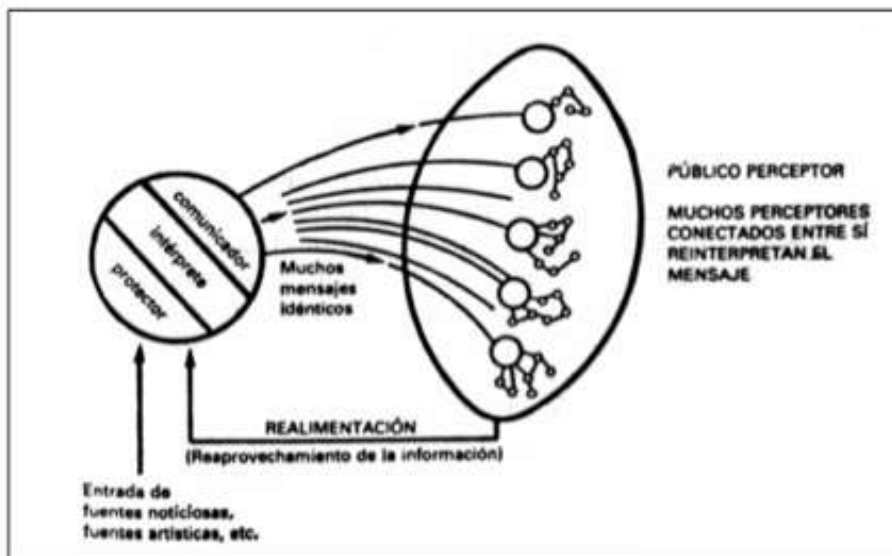 comunicador
intérprete
protector
Muchos
mensajes
idénticos
PÚBLICO PERCEPTOR
MUCHOS PERCEPTORES
CONECTADOS ENTRE SÍ
REINTERPRETAN EL
MENSAJE
REALIMENTACIÓN
(Reaprovechamiento de la información)
Entrada de
fuentes noticiosas,
fuentes artísticas, etc.